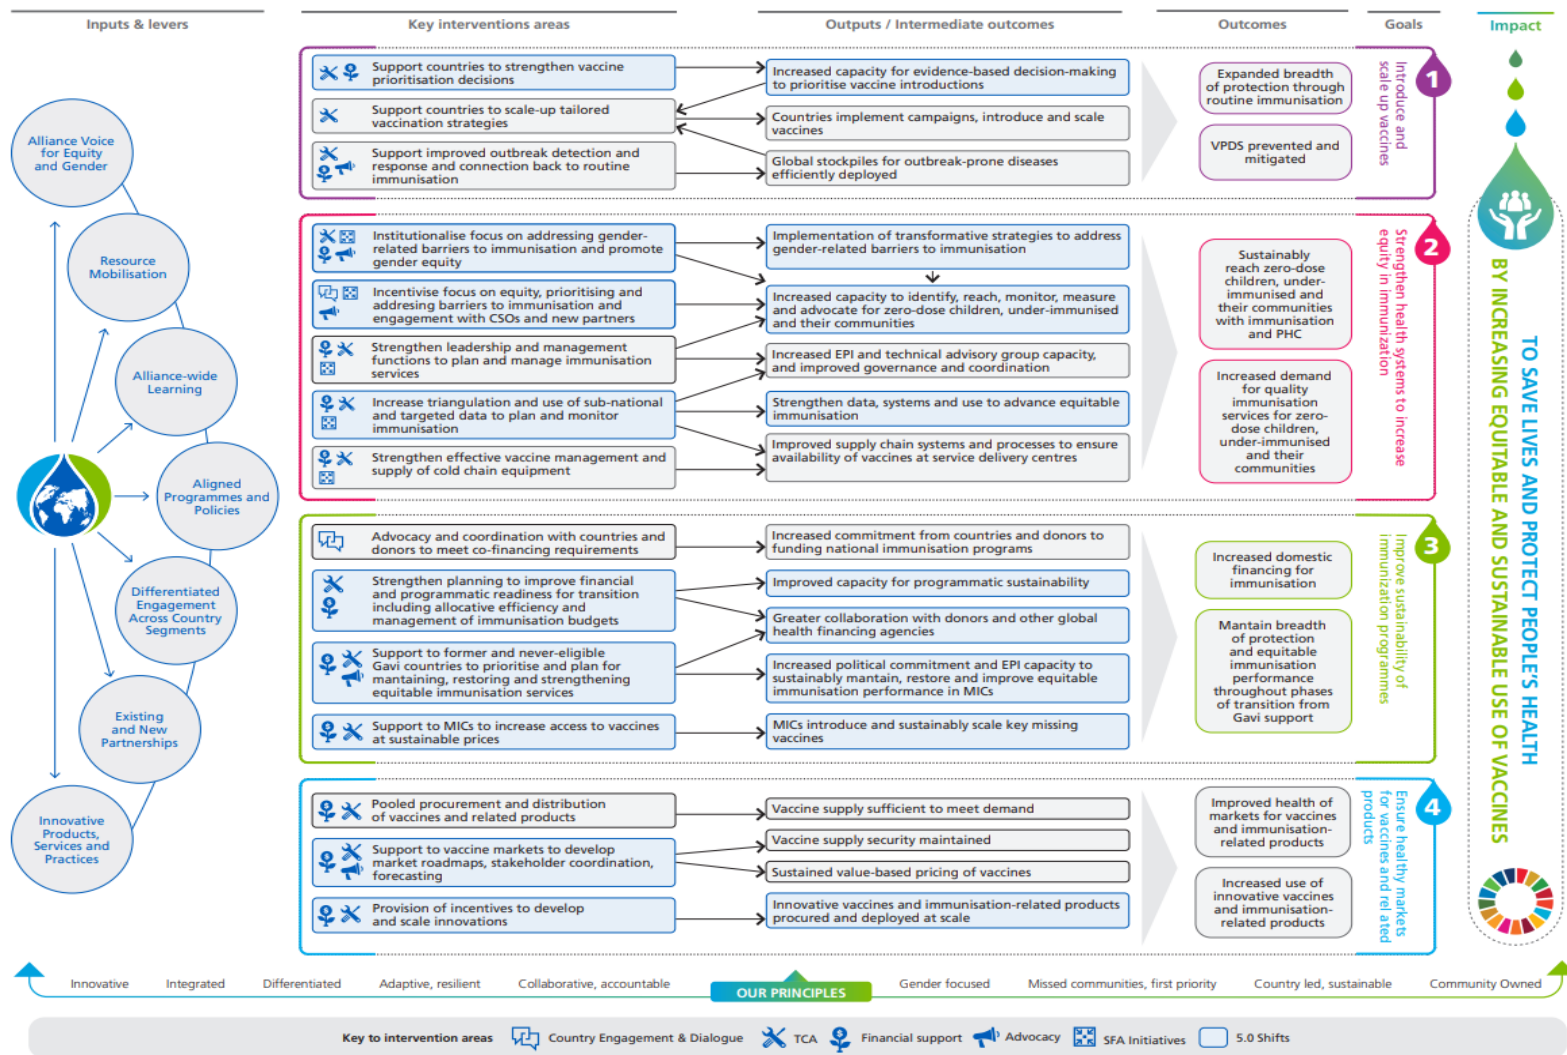 Inputs & levers
Key interventions areas
Outputs / Intermediate outcomes
Outcomes
Goals
Impact
Alliance Voice
for Equity
and Gender
Resource
Mobilisation
Alliance-wide
Learning
Aligned
Programmes and
Policies
Differentiated
Engagement
Across Country
Segments
Existing
and New
Partnerships
Innovative
Products,
Services and
Practices
Support countries to strengthen vaccine
prioritisation decisions
Support countries to scale-up tailored
vaccination strategies
Support improved outbreak detection and
response and connection back to routine
immunisation
Increased capacity for evidence-based decision-making
to prioritise vaccine introductions
Countries implement campaigns, introduce and scale
vaccines
Global stockpiles for outbreak-prone diseases
efficiently deployed
Expanded breadth
of protection through
routine immunisation
VPDS prevented and
mitigated
Introduce and
scale up vaccines
1
Institutionalise focus on addressing gender-
related barriers to immunisation and promote
gender equity
Incentivise focus on equity, prioritising and
addresing barriers to immunisation and
engagement with CSOs and new partners
Strengthen leadership and management
functions to plan and manage immunisation
services
Increase triangulation and use of sub-national
and targeted data to plan and monitor
immunisation
Strengthen effective vaccine management and
supply of cold chain equipment
Implementation of transformative strategies to address
gender-related barriers to immunisation
Increased capacity to identify, reach, monitor, measure
and advocate for zero-dose children, under-immunised
and their communities
Increased EPI and technical advisory group capacity,
and improved governance and coordination
Strengthen data, systems and use to advance equitable
immunisation
Improved supply chain systems and processes to ensure
availability of vaccines at service delivery centres
Sustainably
reach zero-dose
children, under-
immunised and
their communities
with immunisation
and PHC
Increased demand
for quality
immunisation
services for zero-
dose children,
under-immunised
and their
communities
Strengthen health systems to increase
equity in immunization
2
Advocacy and coordination with countries and
donors to meet co-financing requirements
Strengthen planning to improve financial
and programmatic readiness for transition
including allocative efficiency and
management of immunisation budgets
Support to former and never-eligible
Gavi countries to prioritise and plan for
mantaining, restoring and strengthening
equitable immunisation services
Support to MICs to increase access to vaccines
at sustainable prices
Increased commitment from countries and donors to
funding national immunisation programs
Improved capacity for programmatic sustainability
Greater collaboration with donors and other global
health financing agencies
Increased political commitment and EPI capacity to
sustainably mantain, restore and improve equitable
immunisation performance in MICs
MICs introduce and sustainably scale key missing
vaccines
Increased domestic
financing for
immunisation
Mantain breadth
of protection
and equitable
immunisation
performance
throughout phases
of transition from
Gavi support
Improve sustainability of
immunization programmes
3
Pooled procurement and distribution
of vaccines and related products
Support to vaccine markets to develop
market roadmaps, stakeholder coordination,
forecasting
Provision of incentives to develop
and scale innovations
Vaccine supply sufficient to meet demand
Vaccine supply security maintained
Sustained value-based pricing of vaccines
Innovative vaccines and immunisation-related products
procured and deployed at scale
Improved health of
markets for vaccines
and immunisation-
related products
Increased use of
innovative vaccines
and immunisation-
related products
Ensure healthy markets
for vaccines and rel ated
products
4
TO SAVE LIVES AND PROTECT PEOPLE'S HEALTH
BY INCREASING EQUITABLE AND SUSTAINABLE USE OF VACCINES
Innovative
Integrated
Differentiated
Adaptive, resilient
Collaborative, accountable
OUR PRINCIPLES
Gender focused
Missed communities, first priority
Country led, sustainable
Community Owned
Key to intervention areas
Country Engagement & Dialogue
TCA
Financial support
Advocacy
SFA Initiatives
5.0 Shifts